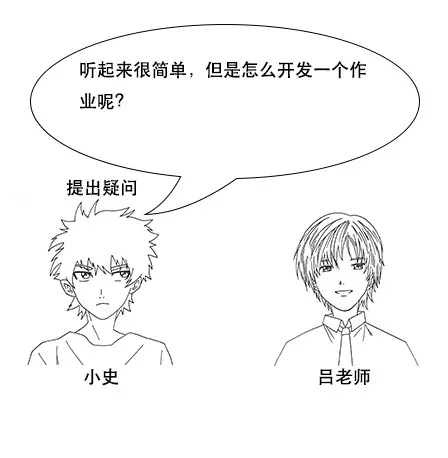 听起来很简单，但是怎么开发一个作
业呢？
提出疑问
小史
吕老师